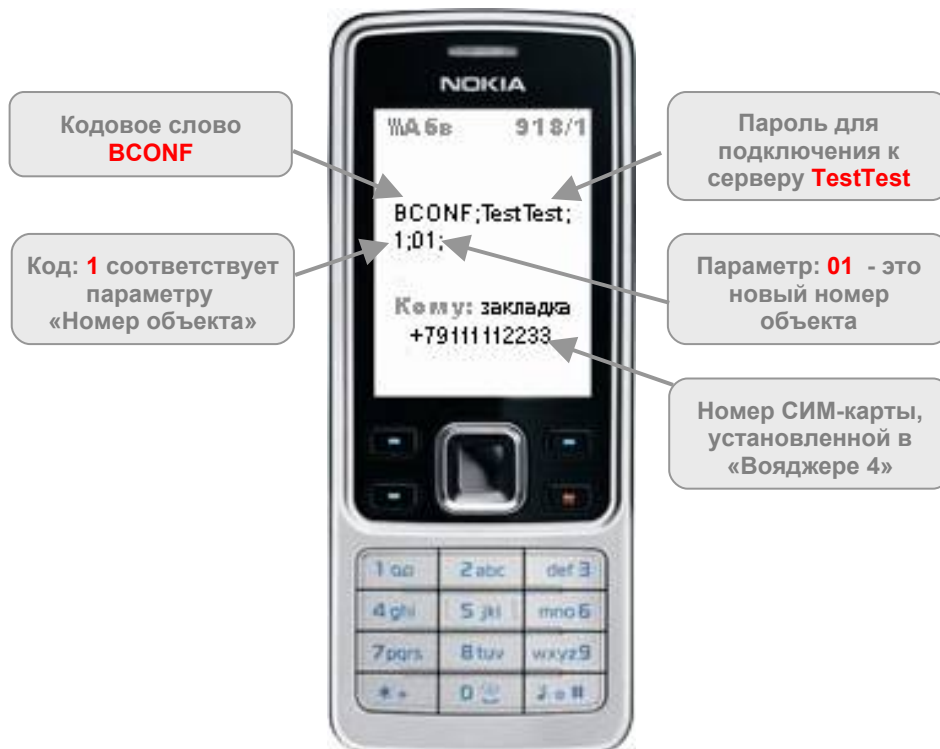 NOKIA
Абв 918/1
BCONF;TestTest;
1;01;
Кому: закладка
+79111112233
Кодовое слово
BCONF
Код: 1 соответствует
параметру
«Номер объекта»
Пароль для
подключения к
серверу TestTest
Параметр: 01 - это
новый номер
объекта
Номер СИМ-карты,
установленной в
«Вояджере 4»
1
2 abc
def 3
4 ghi
5 jkl
mno 6
7 pqrs
8 tuv
wxyz 9
* +
0
#